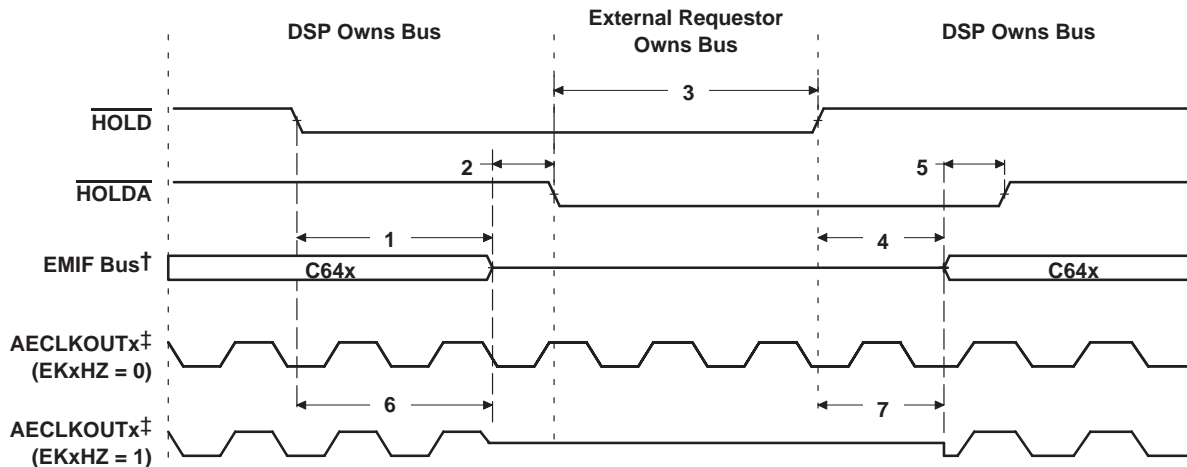 DSP Owns Bus
External Requestor
Owns Bus
DSP Owns Bus
3
HOLD
2
5
HOLDA
1
4
EMIF Bus†
C64x
C64x
AECLKOUTx‡
(EKxHZ = 0)
6
7
AECLKOUTx‡
(EKxHZ = 1)